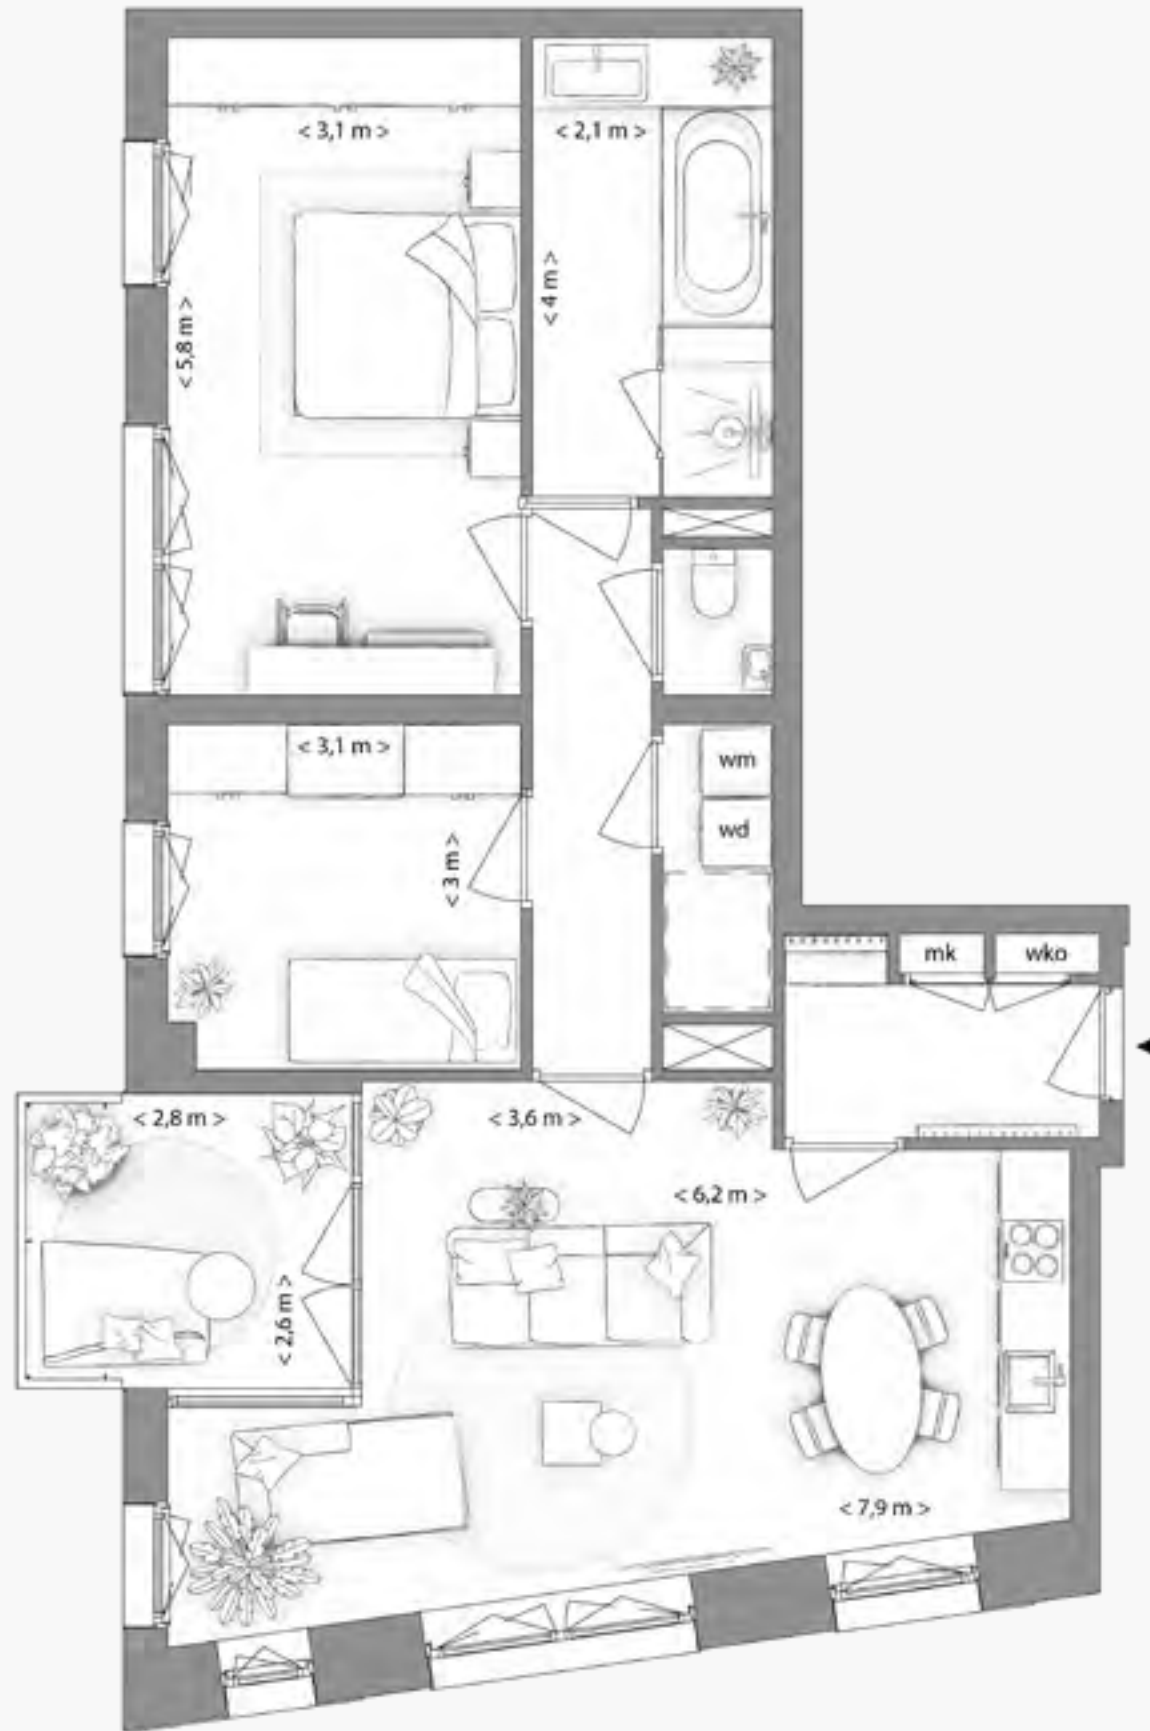 < 3,1 m >
< 2,1 m >
< 4 m >
< 5,8 m >
< 3,1 m >
wm
wd
< 3 m >
mk
wko
< 2,8 m >
< 3,6 m >
< 6,2 m >
< 2,6 m >
< 7,9 m >